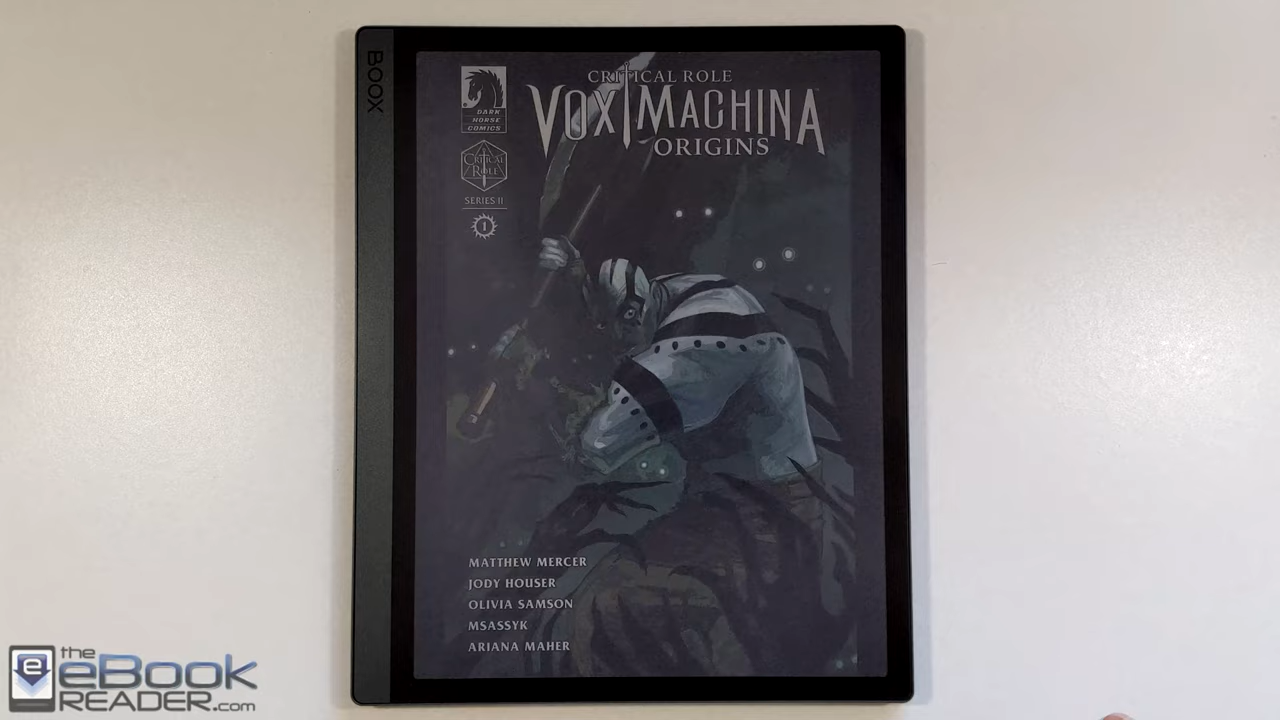 BOOX
CRITICAL ROLE
VOX MACHINA
ORIGINS
DARK
HORSE
COMICS
CRITICAL
ROLE
SERIES II
1
MATTHEW MERCER
JODY HOUSER
OLIVIA SAMSON
MSASSYK
ARIANA MAHER
the
eBook
READER.com